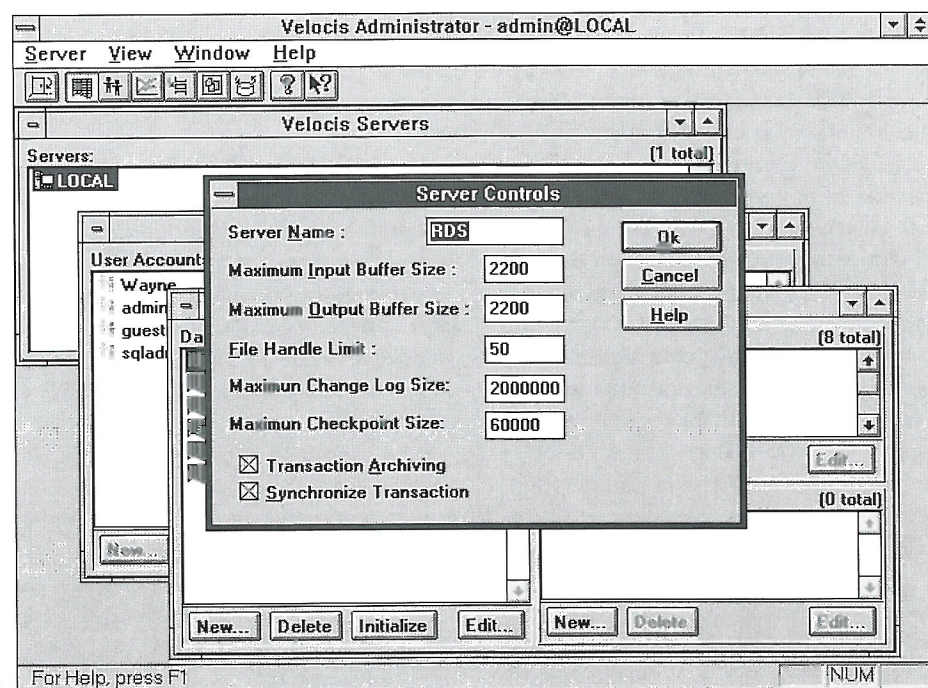 Velocis Administrator - admin@LOCAL
Server View Window Help
Velocis Servers
Servers: (1 total)
LOCAL
Server Controls
Server Name : RDS
Ok
Maximum Input Buffer Size : 2200
Cancel
Maximum Output Buffer Size : 2200
Help
File Handle Limit : 50
Maximun Change Log Size: 2000000
Maximun Checkpoint Size: 60000
Transaction Archiving
Synchronize Transaction
User Account
Wayne
admin
guest
sqlad
Da
(8 total)
Edit...
(0 total)
New...
New... Delete Initialize Edit...
New... Delete Edit...
For Help, press F1
NUM